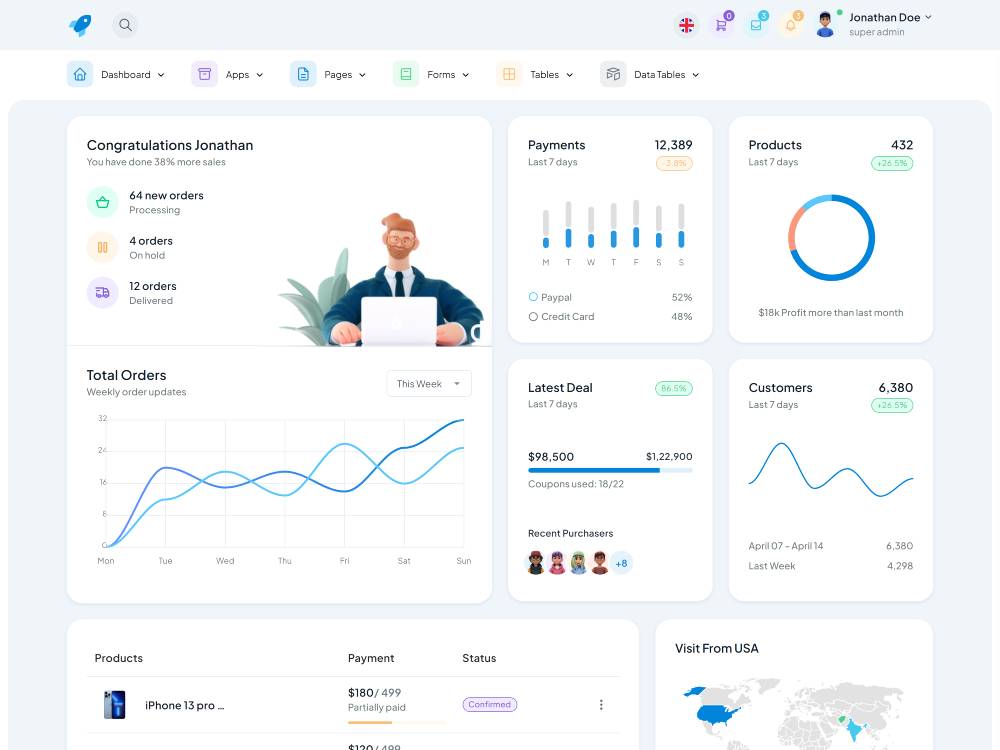 0 3 3 Jonathan Doe
super admin
Dashboard Apps Pages Forms Tables Data Tables
Congratulations Jonathan
You have done 38% more sales
64 new orders
Processing
4 orders
On hold
12 orders
Delivered
Total Orders
Weekly order updates
This Week
32
24
16
8
0
Mon Tue Wed Thu Fri Sat Sun
Payments 12,389
Last 7 days -3.8%
M T W T F S S
Paypal 52%
Credit Card 48%
Products 432
Last 7 days +26.5%
$18k Profit more than last month
Latest Deal 86.5%
Last 7 days
$98,500 $1,22,900
Coupons used: 18/22
Recent Purchasers
+8
Customers 6,380
Last 7 days +26.5%
April 07 - April 14 6,380
Last Week 4,298
Products Payment Status
iPhone 13 pro ... $180/ 499 Confirmed
Partially paid
$120/ 499
Visit From USA